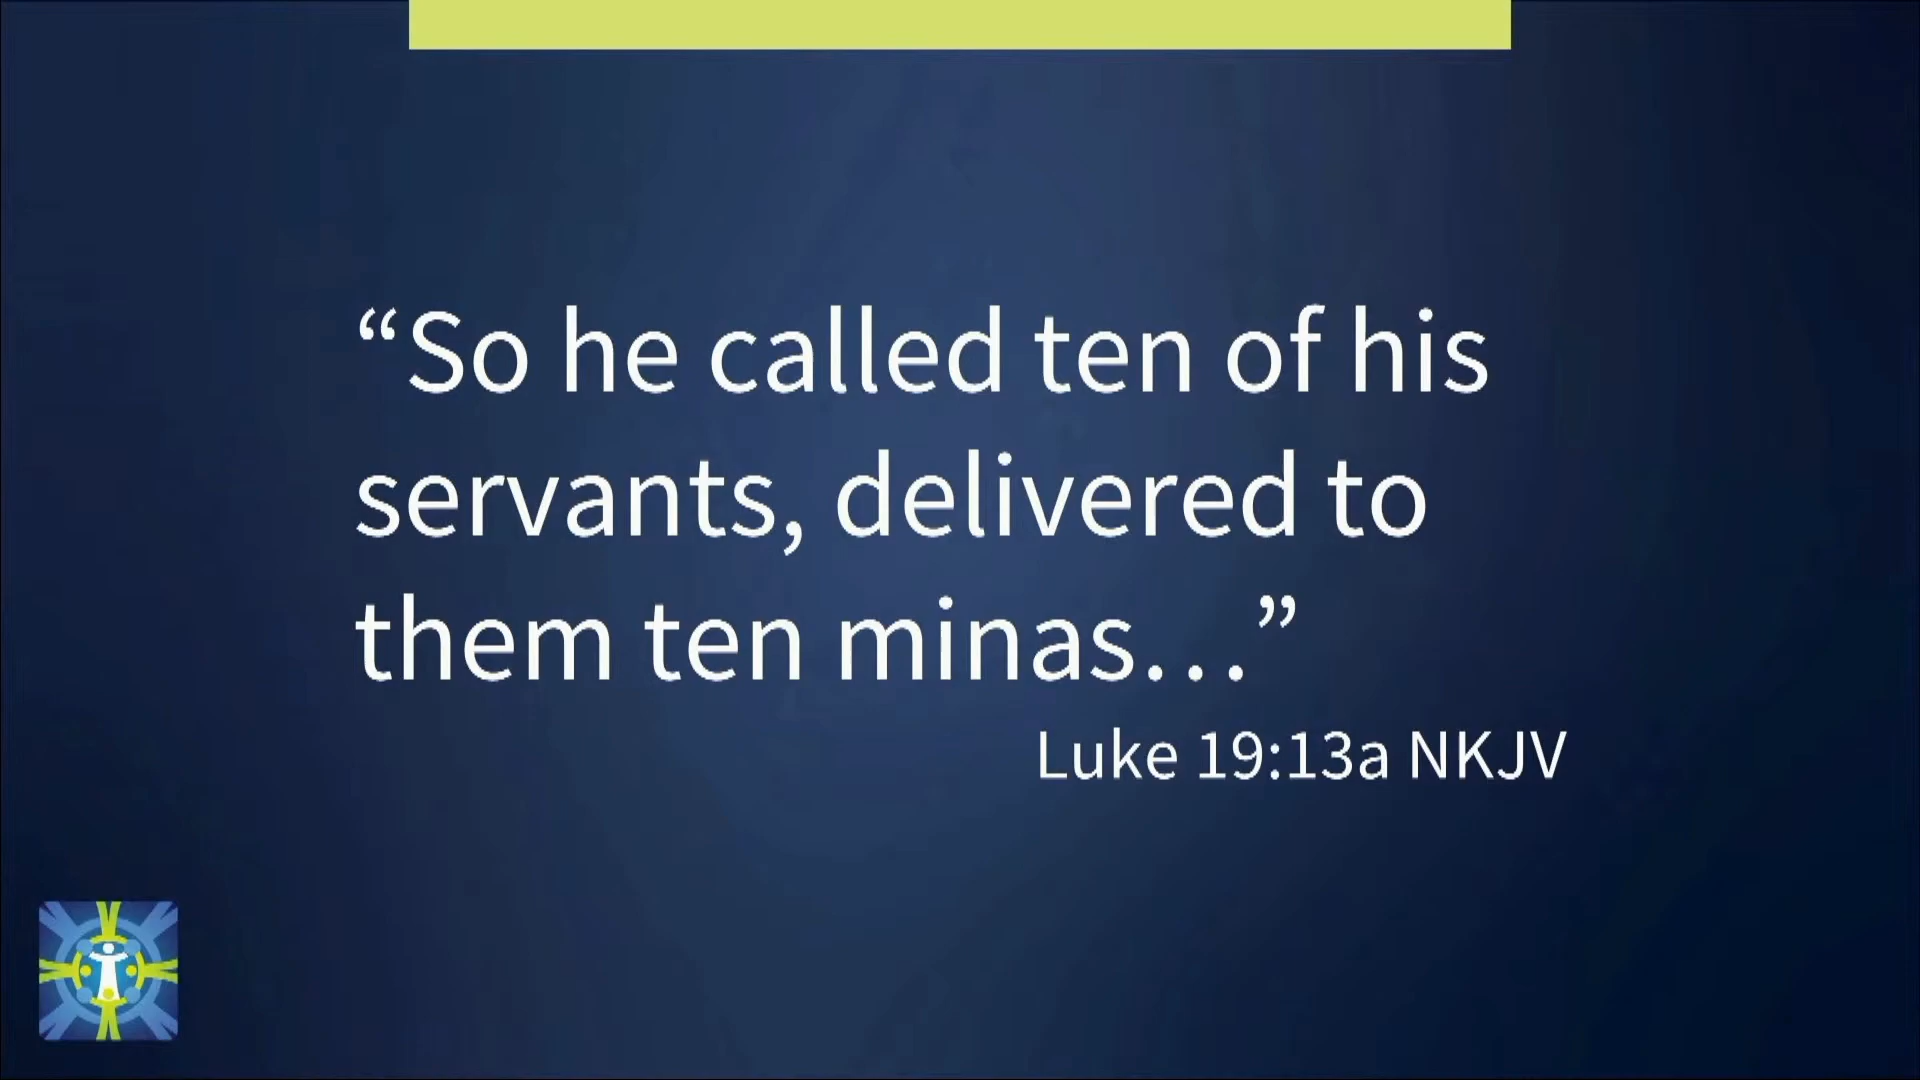 “So he called ten of his
servants, delivered to
them ten minas…”
Luke 19:13a NKJV